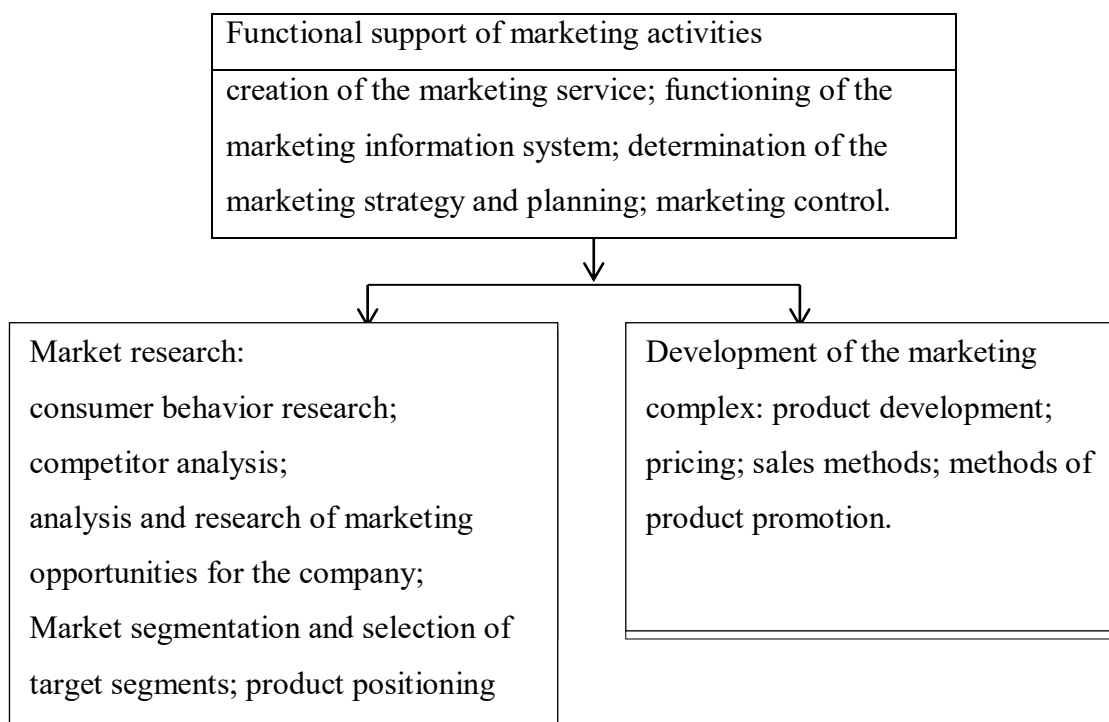 Functional support of marketing activities
creation of the marketing service; functioning of the
marketing information system; determination of the
marketing strategy and planning; marketing control.
Market research:
consumer behavior research;
competitor analysis;
analysis and research of marketing
opportunities for the company;
Market segmentation and selection of
target segments; product positioning
Development of the marketing
complex: product development;
pricing; sales methods; methods of
product promotion.